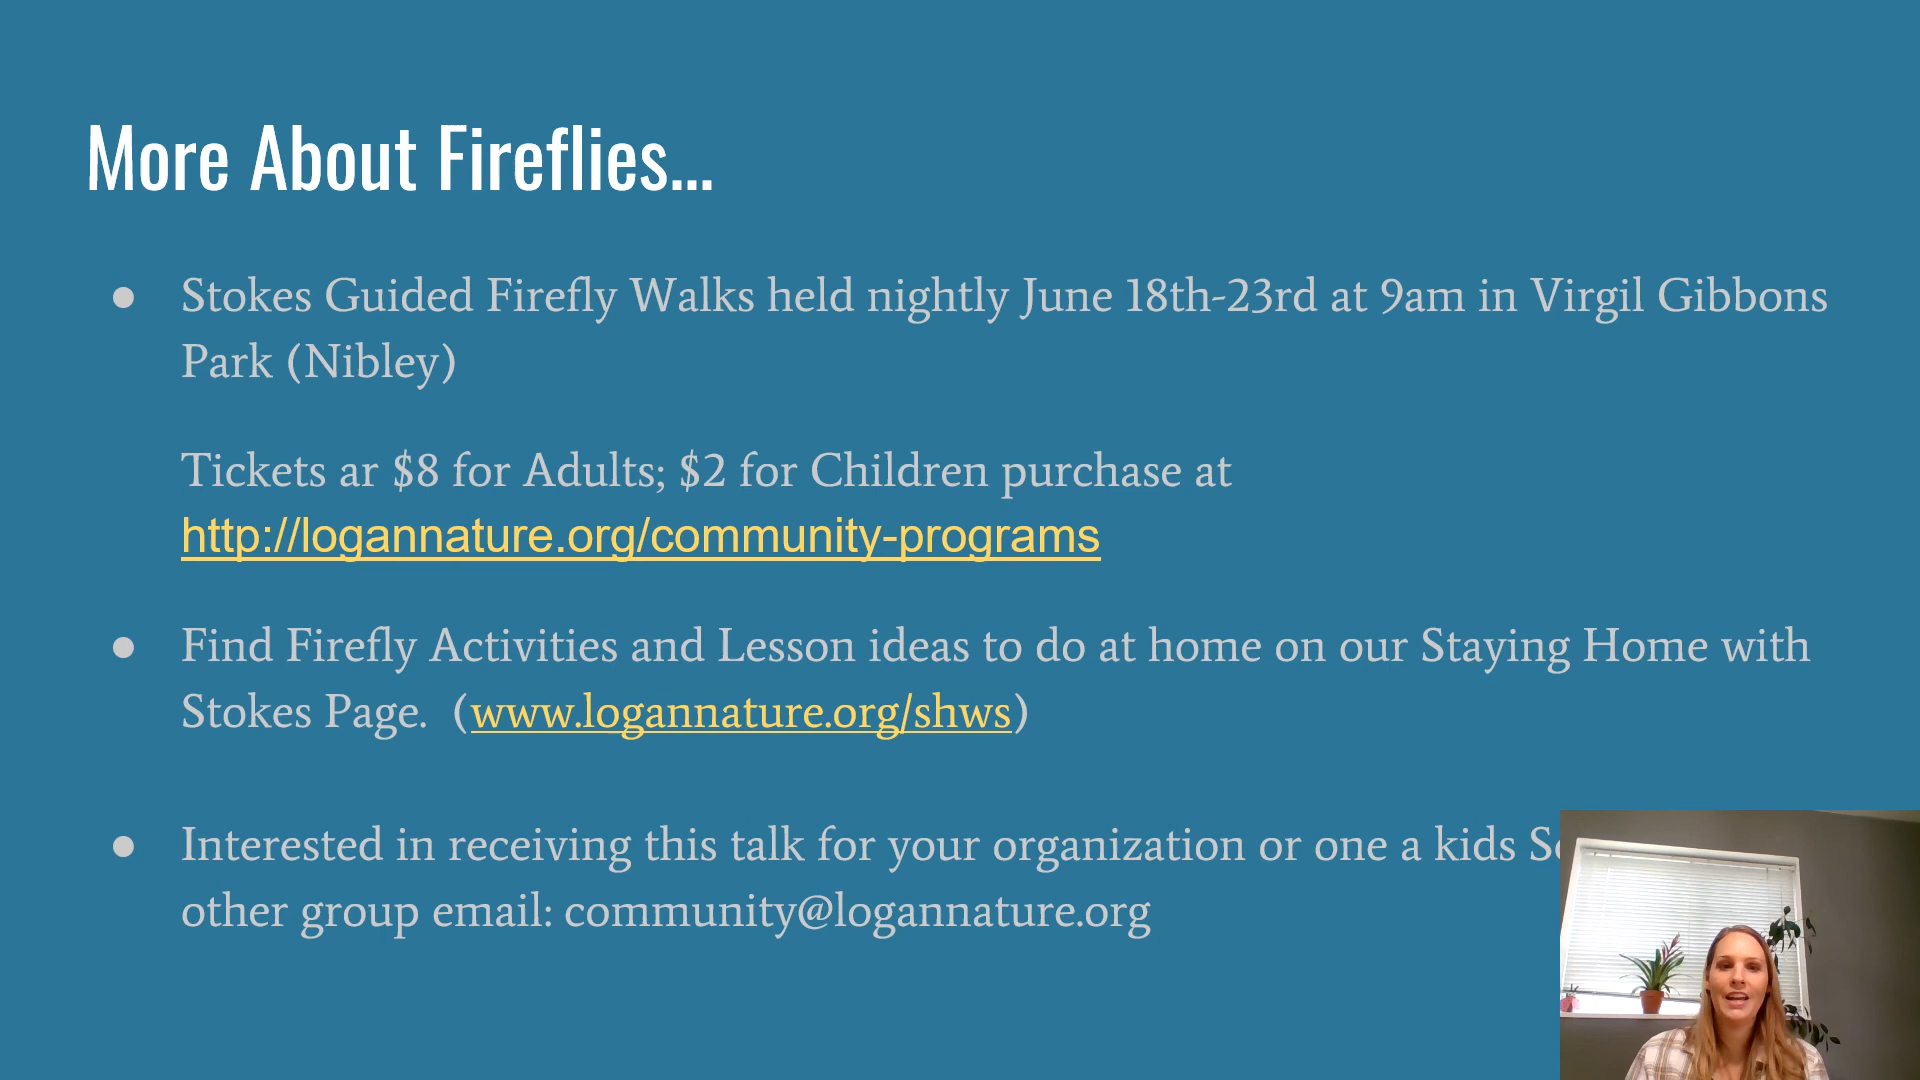 More About Fireflies...
● Stokes Guided Firefly Walks held nightly June 18th-23rd at 9am in Virgil Gibbons
Park (Nibley)
Tickets ar $8 for Adults; $2 for Children purchase at
http://logannature.org/community-programs
● Find Firefly Activities and Lesson ideas to do at home on our Staying Home with
Stokes Page. (www.logannature.org/shws)
● Interested in receiving this talk for your organization or one a kids
other group email: community@logannature.org